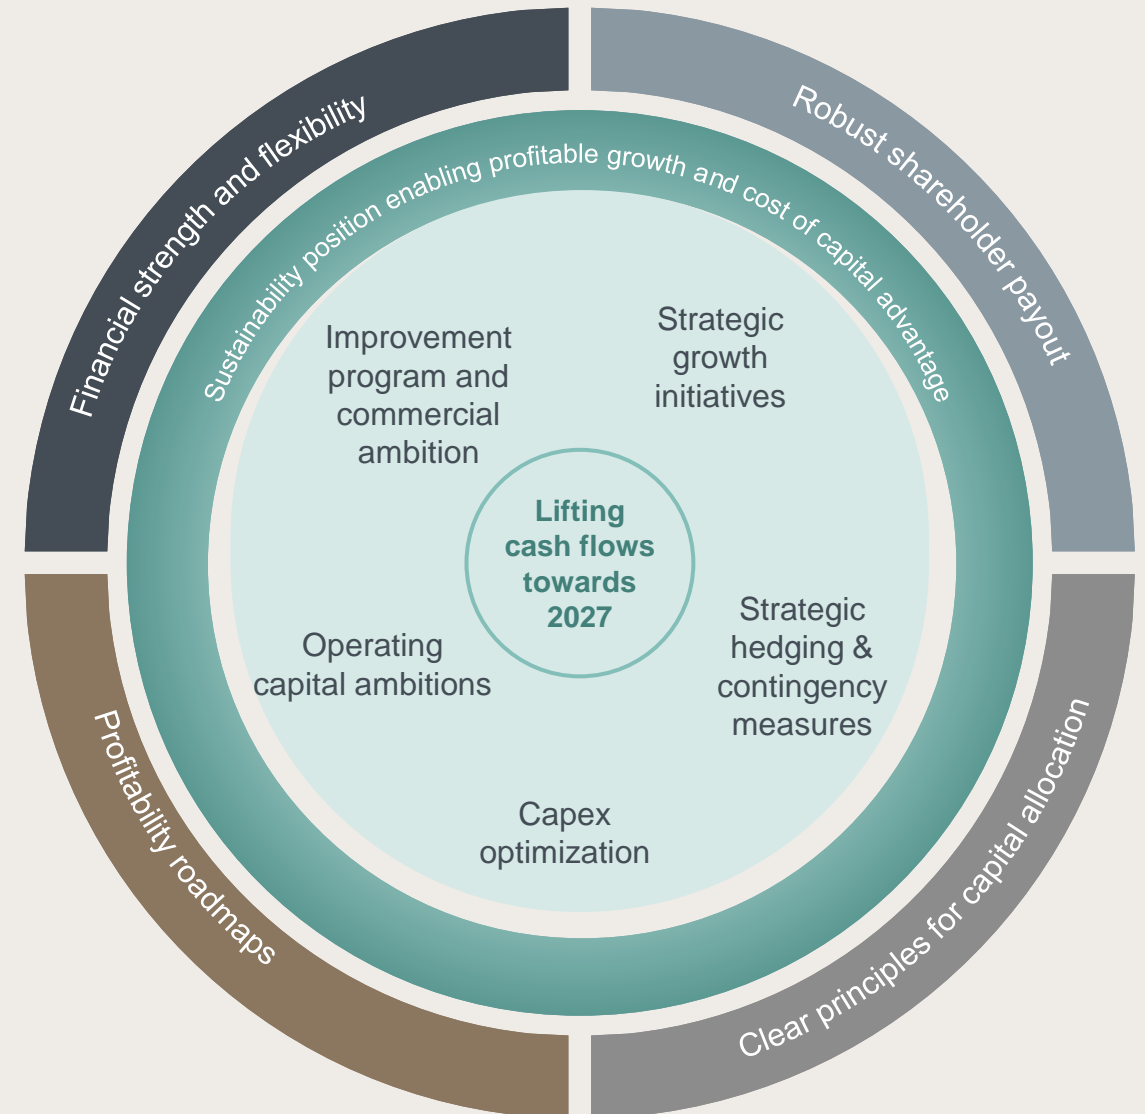 Financial strength and flexibility
Robust shareholder payout
Sustainability position enabling profitable growth and cost of capital advantage
Improvement
program and
commercial
ambition
Strategic
growth
initiatives
Lifting
cash flows
towards
2027
Operating
capital ambitions
Strategic
hedging &
contingency
measures
Capex
optimization
Profitability roadmaps
Clear principles for capital allocation